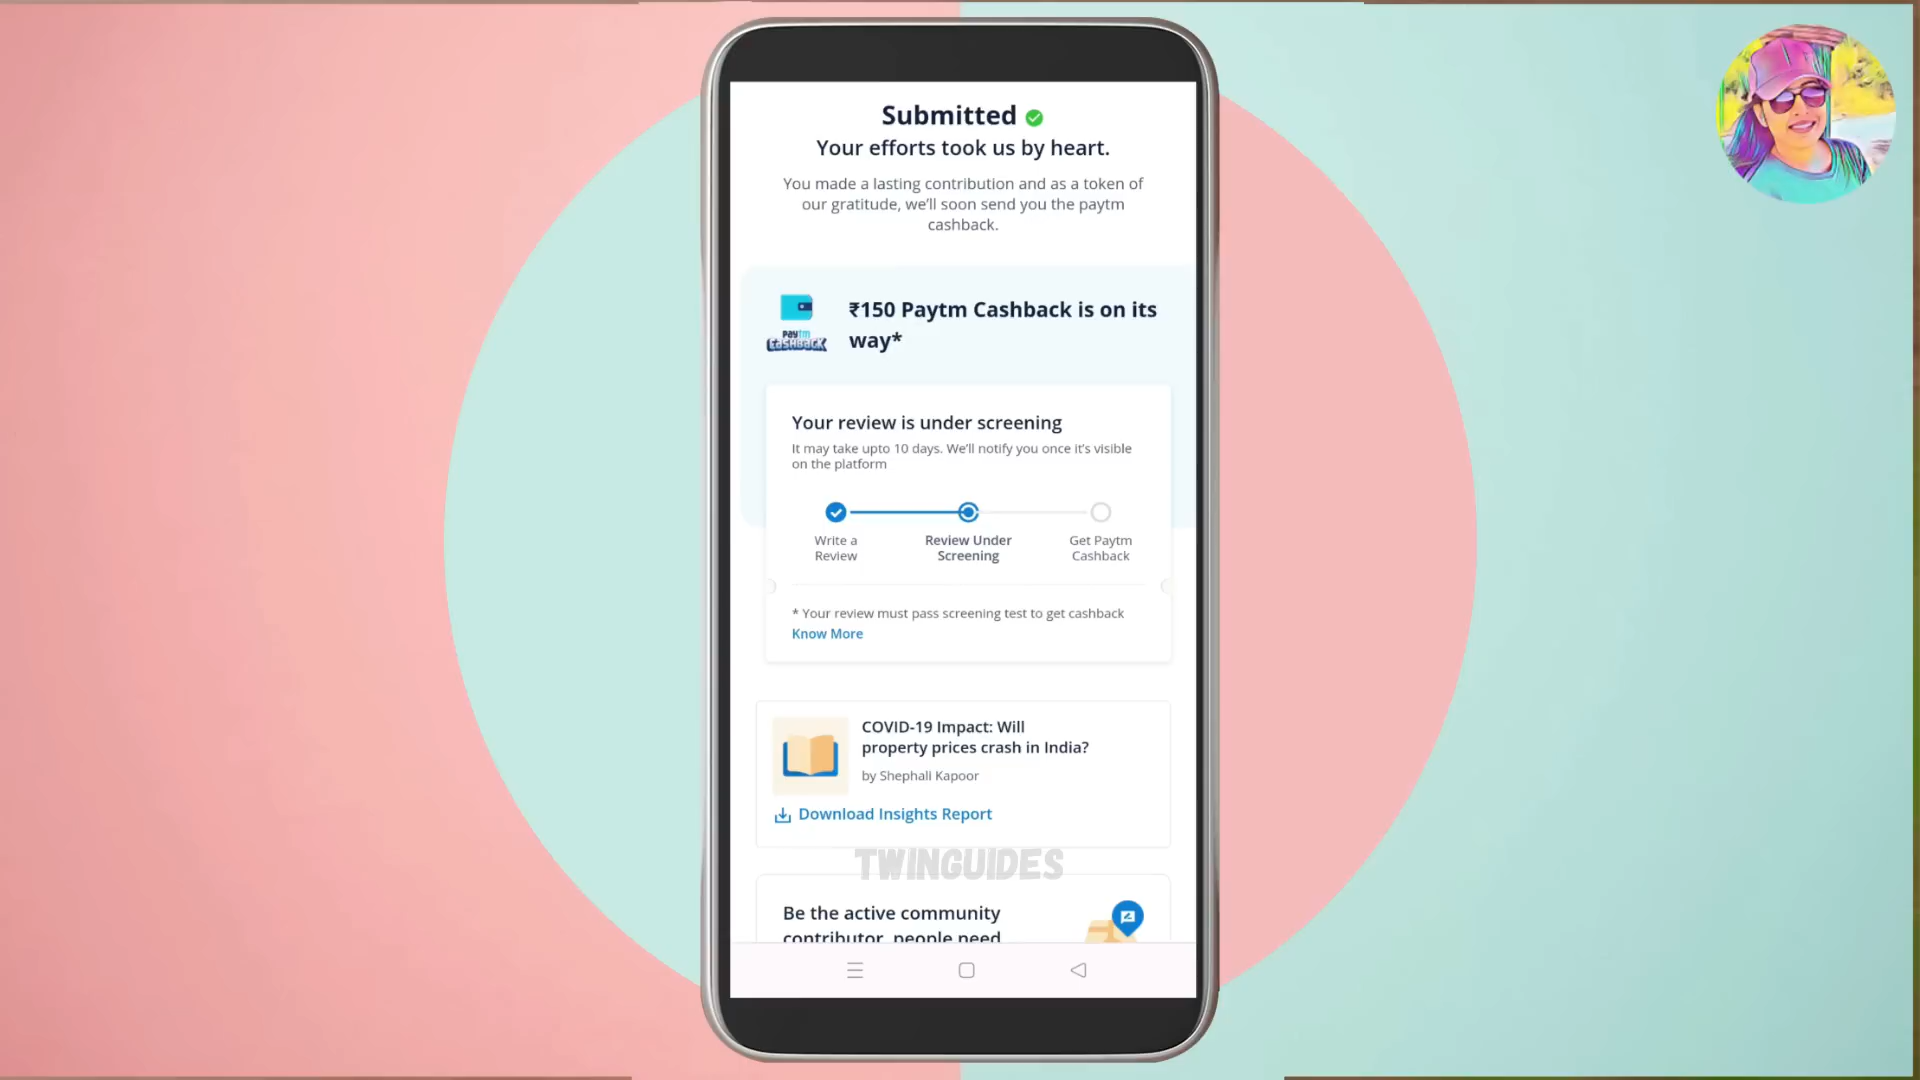 Submitted
Your efforts took us by heart.
You made a lasting contribution and as a token of
our gratitude, we'll soon send you the paytm
cashback.
paytm
CASHBACK
₹150 Paytm Cashback is on its
way*
Your review is under screening
It may take upto 10 days. We'll notify you once it's visible
on the platform
Write a
Review
Review Under
Screening
Get Paytm
Cashback
* Your review must pass screening test to get cashback
Know More
COVID-19 Impact: Will
property prices crash in India?
by Shephali Kapoor
Download Insights Report
TWINGUIDES
Be the active community
contributor, people need